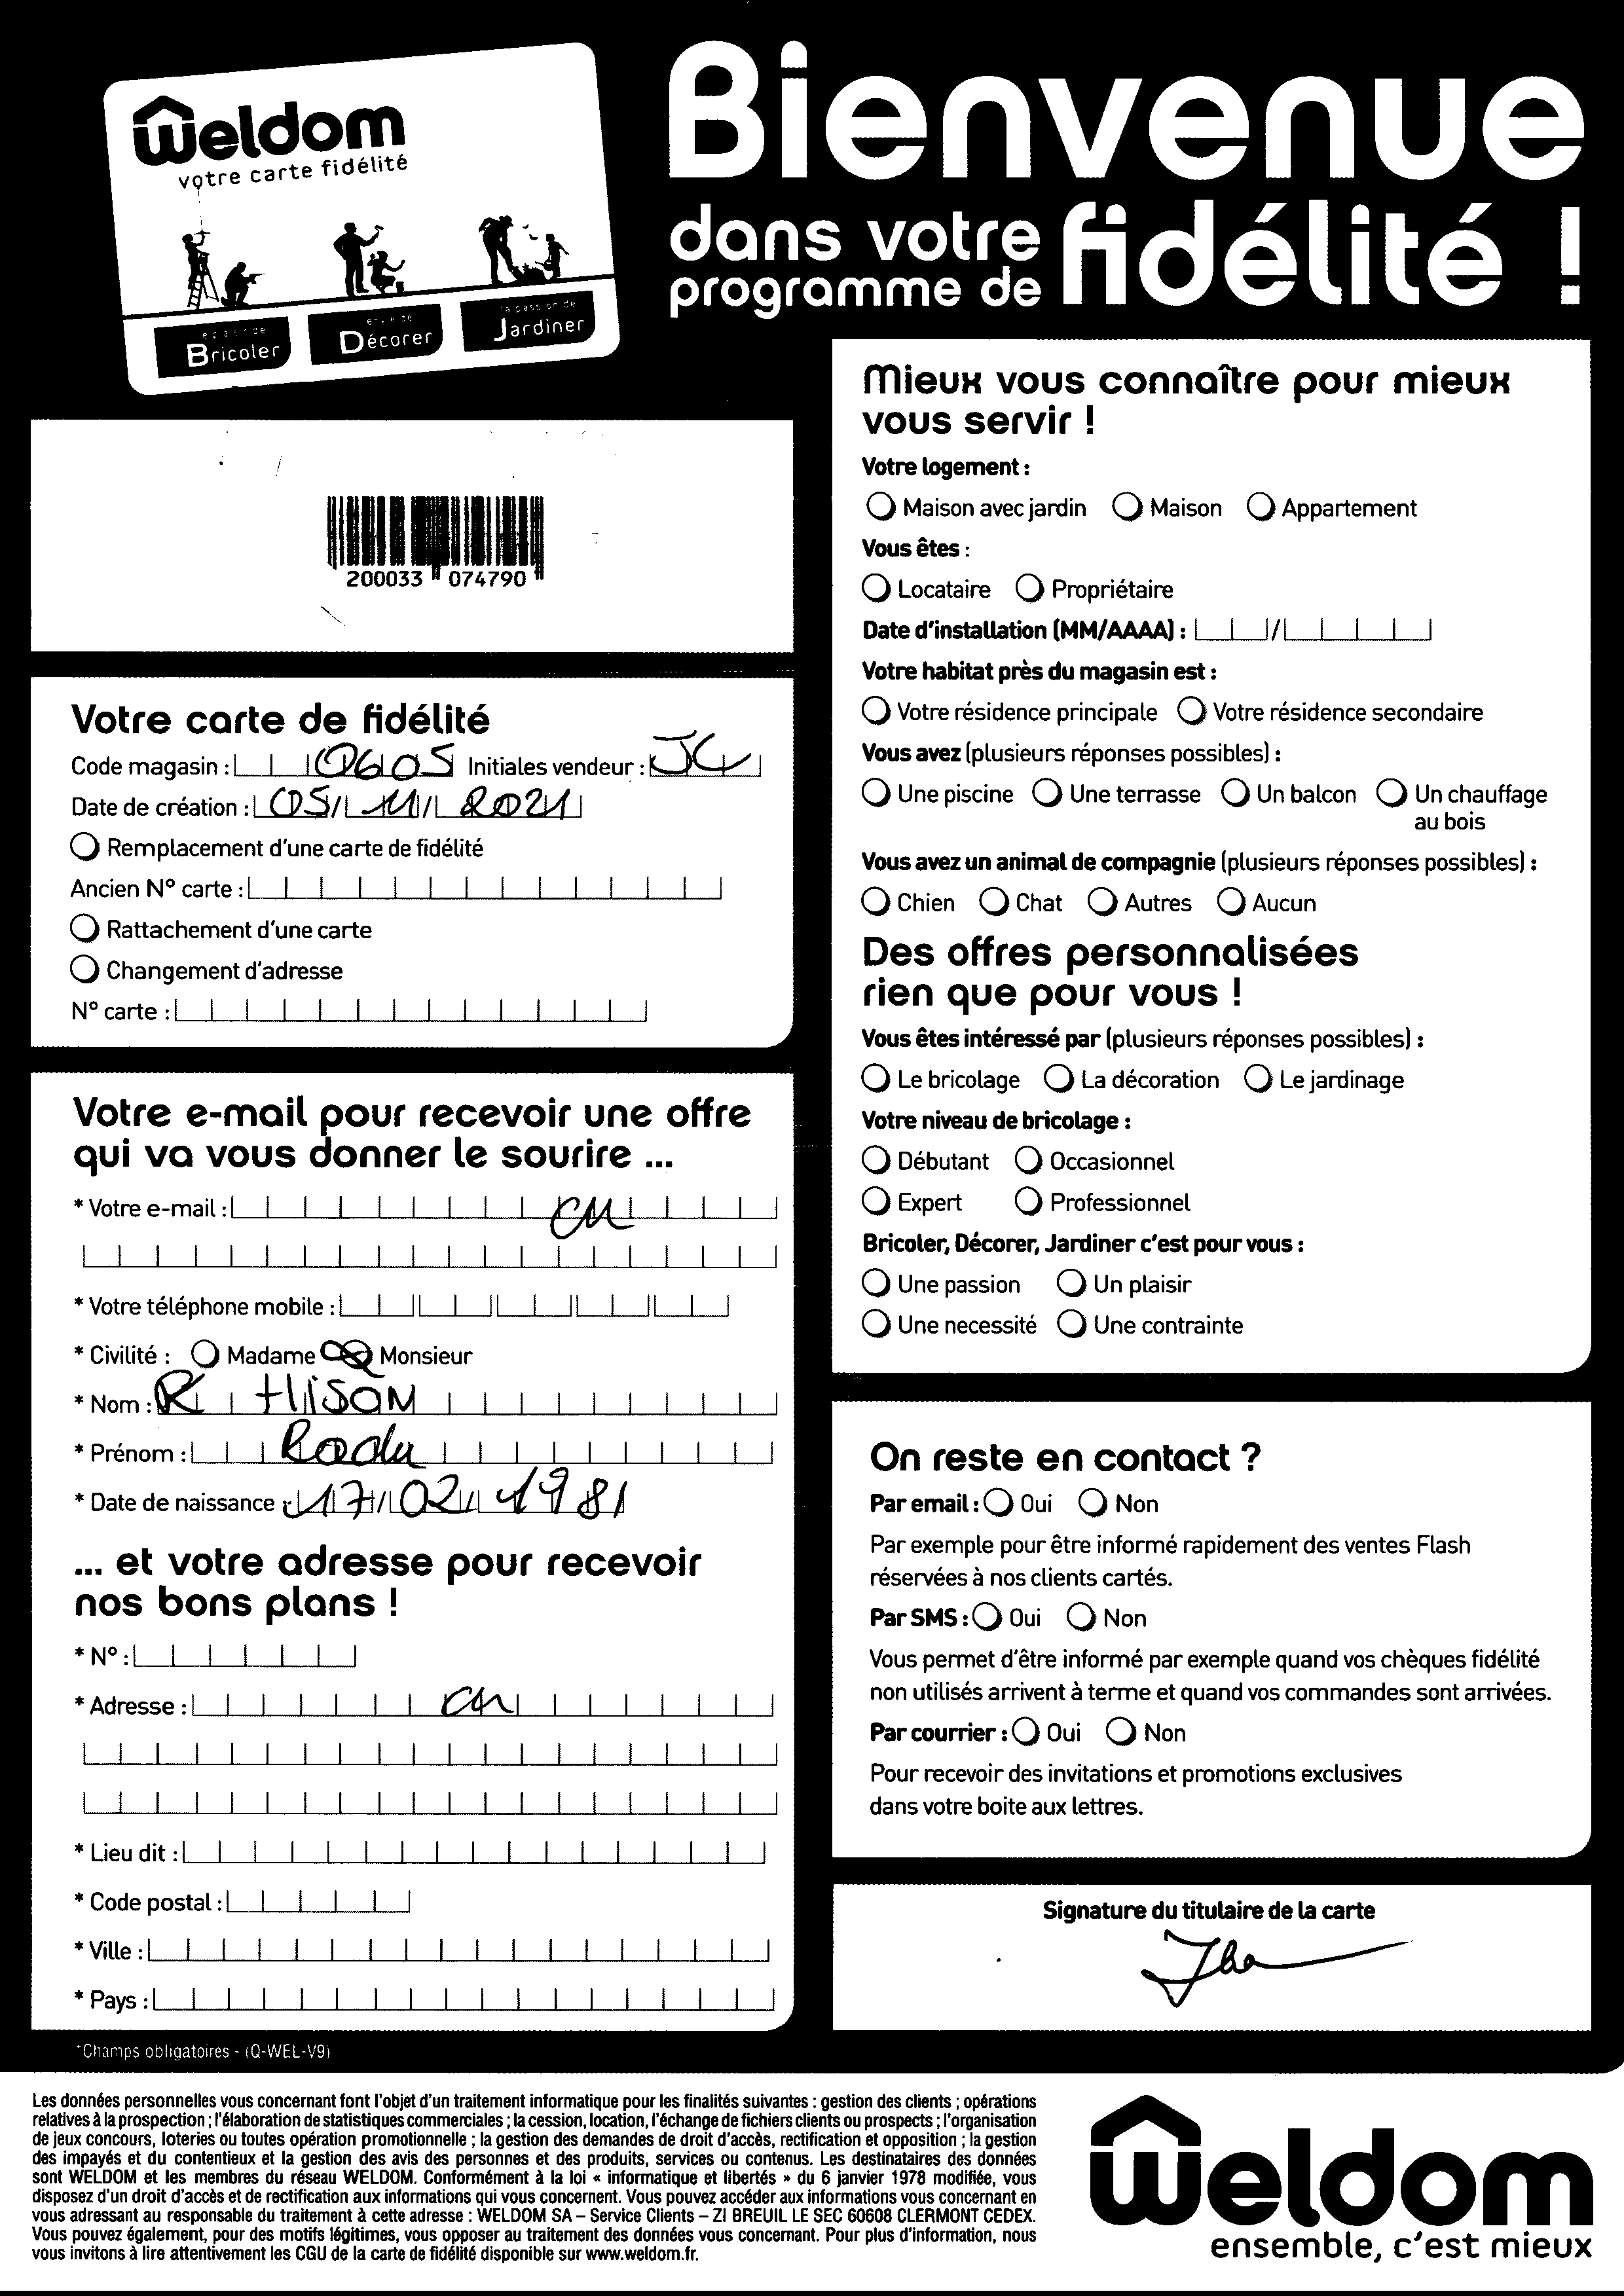 Weldom
votre carte fidélité
Bricoler
Décorer
Jardiner
Bienvenue
dans votre
programme de
fidélité !
200033 074790
Votre carte de fidélité
Code magasin : 0605 Initiales vendeur :
Date de création : 05/11/2021
Remplacement d'une carte de fidélité
Ancien N° carte :
Rattachement d'une carte
Changement d'adresse
N° carte :
Votre e-mail pour recevoir une offre
qui va vous donner le sourire ...
* Votre e-mail :
* Votre téléphone mobile :
* Civilité : Madame Monsieur
* Nom :
* Prénom : Radu
* Date de naissance : 17/02/1981
... et votre adresse pour recevoir
nos bons plans !
* N° :
* Adresse :
* Lieu dit :
* Code postal :
* Ville :
* Pays :
*Champs obligatoires - (Q-WEL-V9)
Mieux vous connaître pour mieux
vous servir !
Votre logement :
Maison avec jardin Maison Appartement
Vous êtes :
Locataire Propriétaire
Date d'installation (MM/AAAA) : /
Votre habitat près du magasin est :
Votre résidence principale Votre résidence secondaire
Vous avez (plusieurs réponses possibles) :
Une piscine Une terrasse Un balcon Un chauffage
au bois
Vous avez un animal de compagnie (plusieurs réponses possibles) :
Chien Chat Autres Aucun
Des offres personnalisées
rien que pour vous !
Vous êtes intéressé par (plusieurs réponses possibles) :
Le bricolage La décoration Le jardinage
Votre niveau de bricolage :
Débutant Occasionnel
Expert Professionnel
Bricoler, Décorer, Jardiner c'est pour vous :
Une passion Un plaisir
Une necessité Une contrainte
On reste en contact ?
Par email : Oui Non
Par exemple pour être informé rapidement des ventes Flash
réservées à nos clients cartés.
Par SMS : Oui Non
Vous permet d'être informé par exemple quand vos chèques fidélité
non utilisés arrivent à terme et quand vos commandes sont arrivées.
Par courrier : Oui Non
Pour recevoir des invitations et promotions exclusives
dans votre boite aux lettres.
Signature du titulaire de la carte
Les données personnelles vous concernant font l'objet d'un traitement informatique pour les finalités suivantes : gestion des clients ; opérations
relatives à la prospection ; l'élaboration de statistiques commerciales ; la cession, location, l'échange de fichiers clients ou prospects ; l'organisation
de jeux concours, loteries ou toutes opération promotionnelle ; la gestion des demandes de droit d'accès, rectification et opposition ; la gestion
des impayés et du contentieux et la gestion des avis des personnes et des produits, services ou contenus. Les destinataires des données
sont WELDOM et les membres du réseau WELDOM. Conformément à la loi « informatique et libertés » du 6 janvier 1978 modifiée, vous
disposez d'un droit d'accès et de rectification aux informations qui vous concernent. Vous pouvez accéder aux informations vous concernant en
vous adressant au responsable du traitement à cette adresse : WELDOM SA – Service Clients – ZI BREUIL LE SEC 60608 CLERMONT CEDEX.
Vous pouvez également, pour des motifs légitimes, vous opposer au traitement des données vous concernant. Pour plus d'information, nous
vous invitons à lire attentivement les CGU de la carte de fidélité disponible sur www.weldom.fr.
Weldom
ensemble, c'est mieux